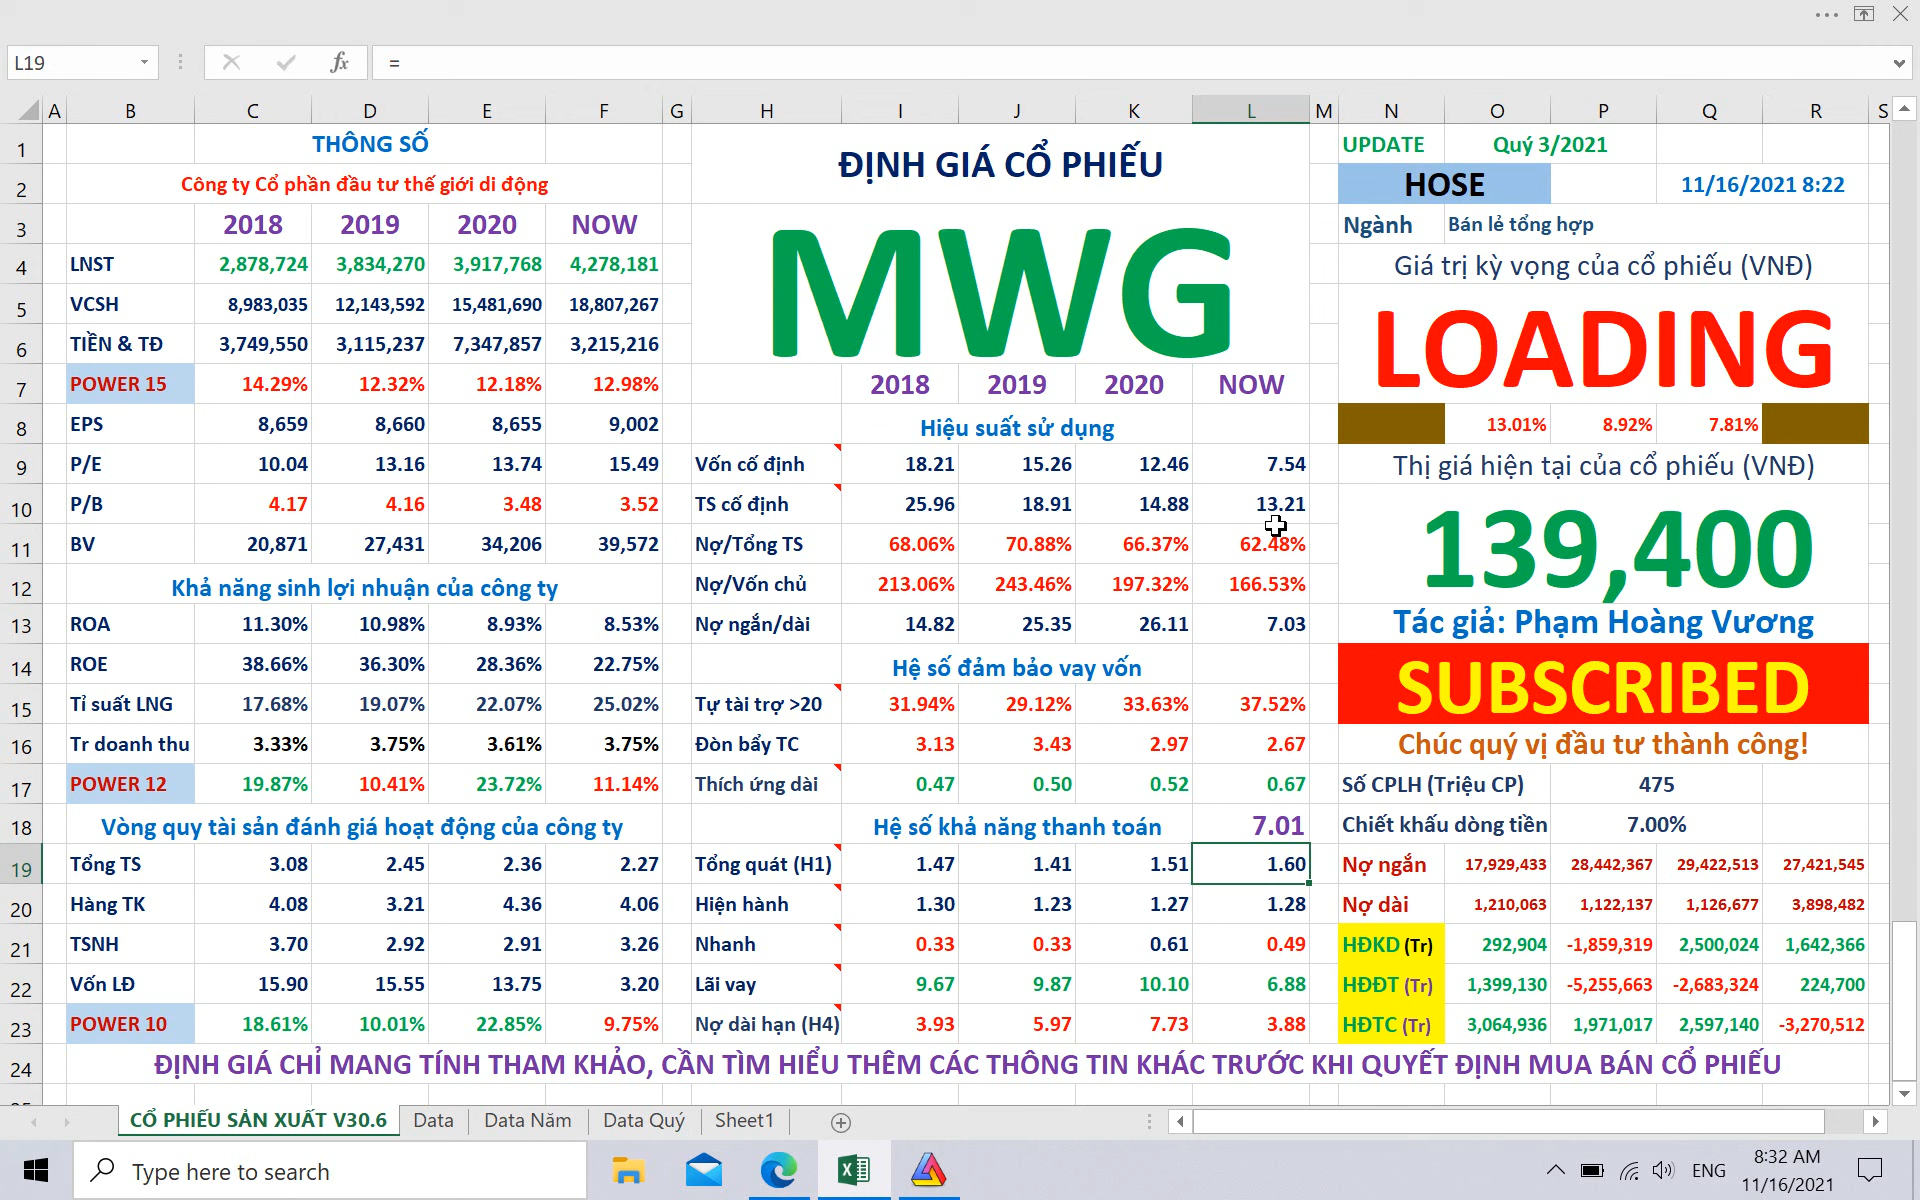 L19 fx =
A B C D E F G H I J K L M N O P Q R S
1 THÔNG SỐ ĐỊNH GIÁ CỔ PHIẾU UPDATE Quý 3/2021
2 Công ty Cổ phần đầu tư thế giới di động HOSE 11/16/2021 8:22
3 2018 2019 2020 NOW MWG Ngành Bán lẻ tổng hợp
4 LNST 2,878,724 3,834,270 3,917,768 4,278,181 Giá trị kỳ vọng của cổ phiếu (VNĐ)
5 VCSH 8,983,035 12,143,592 15,481,690 18,807,267 LOADING
6 TIỀN & TĐ 3,749,550 3,115,237 7,347,857 3,215,216
7 POWER 15 14.29% 12.32% 12.18% 12.98% 2018 2019 2020 NOW
8 EPS 8,659 8,660 8,655 9,002 Hiệu suất sử dụng 13.01% 8.92% 7.81%
9 P/E 10.04 13.16 13.74 15.49 Vốn cố định 18.21 15.26 12.46 7.54 Thị giá hiện tại của cổ phiếu (VNĐ)
10 P/B 4.17 4.16 3.48 3.52 TS cố định 25.96 18.91 14.88 13.21 139,400
11 BV 20,871 27,431 34,206 39,572 Nợ/Tổng TS 68.06% 70.88% 66.37% 62.48%
12 Khả năng sinh lợi nhuận của công ty Nợ/Vốn chủ 213.06% 243.46% 197.32% 166.53%
13 ROA 11.30% 10.98% 8.93% 8.53% Nợ ngắn/dài 14.82 25.35 26.11 7.03 Tác giả: Phạm Hoàng Vương
14 ROE 38.66% 36.30% 28.36% 22.75% Hệ số đảm bảo vay vốn SUBSCRIBED
15 Tỉ suất LNG 17.68% 19.07% 22.07% 25.02% Tự tài trợ >20 31.94% 29.12% 33.63% 37.52%
16 Tr doanh thu 3.33% 3.75% 3.61% 3.75% Đòn bẩy TC 3.13 3.43 2.97 2.67 Chúc quý vị đầu tư thành công!
17 POWER 12 19.87% 10.41% 23.72% 11.14% Thích ứng dài 0.47 0.50 0.52 0.67 Số CPLH (Triệu CP) 475
18 Vòng quy tài sản đánh giá hoạt động của công ty Hệ số khả năng thanh toán 7.01 Chiết khấu dòng tiền 7.00%
19 Tổng TS 3.08 2.45 2.36 2.27 Tổng quát (H1) 1.47 1.41 1.51 1.60 Nợ ngắn 17,929,433 28,442,367 29,422,513 27,421,545
20 Hàng TK 4.08 3.21 4.36 4.06 Hiện hành 1.30 1.23 1.27 1.28 Nợ dài 1,210,063 1,122,137 1,126,677 3,898,482
21 TSNH 3.70 2.92 2.91 3.26 Nhanh 0.33 0.33 0.61 0.49 HĐKD (Tr) 292,904 -1,859,319 2,500,024 1,642,366
22 Vốn LĐ 15.90 15.55 13.75 3.20 Lãi vay 9.67 9.87 10.10 6.88 HĐĐT (Tr) 1,399,130 -5,255,663 -2,683,324 224,700
23 POWER 10 18.61% 10.01% 22.85% 9.75% Nợ dài hạn (H4) 3.93 5.97 7.73 3.88 HĐTC (Tr) 3,064,936 1,971,017 2,597,140 -3,270,512
24 ĐỊNH GIÁ CHỈ MANG TÍNH THAM KHẢO, CẦN TÌM HIỂU THÊM CÁC THÔNG TIN KHÁC TRƯỚC KHI QUYẾT ĐỊNH MUA BÁN CỔ PHIẾU
CỔ PHIẾU SẢN XUẤT V30.6 Data Data Năm Data Quý Sheet1
Type here to search ENG 8:32 AM
11/16/2021